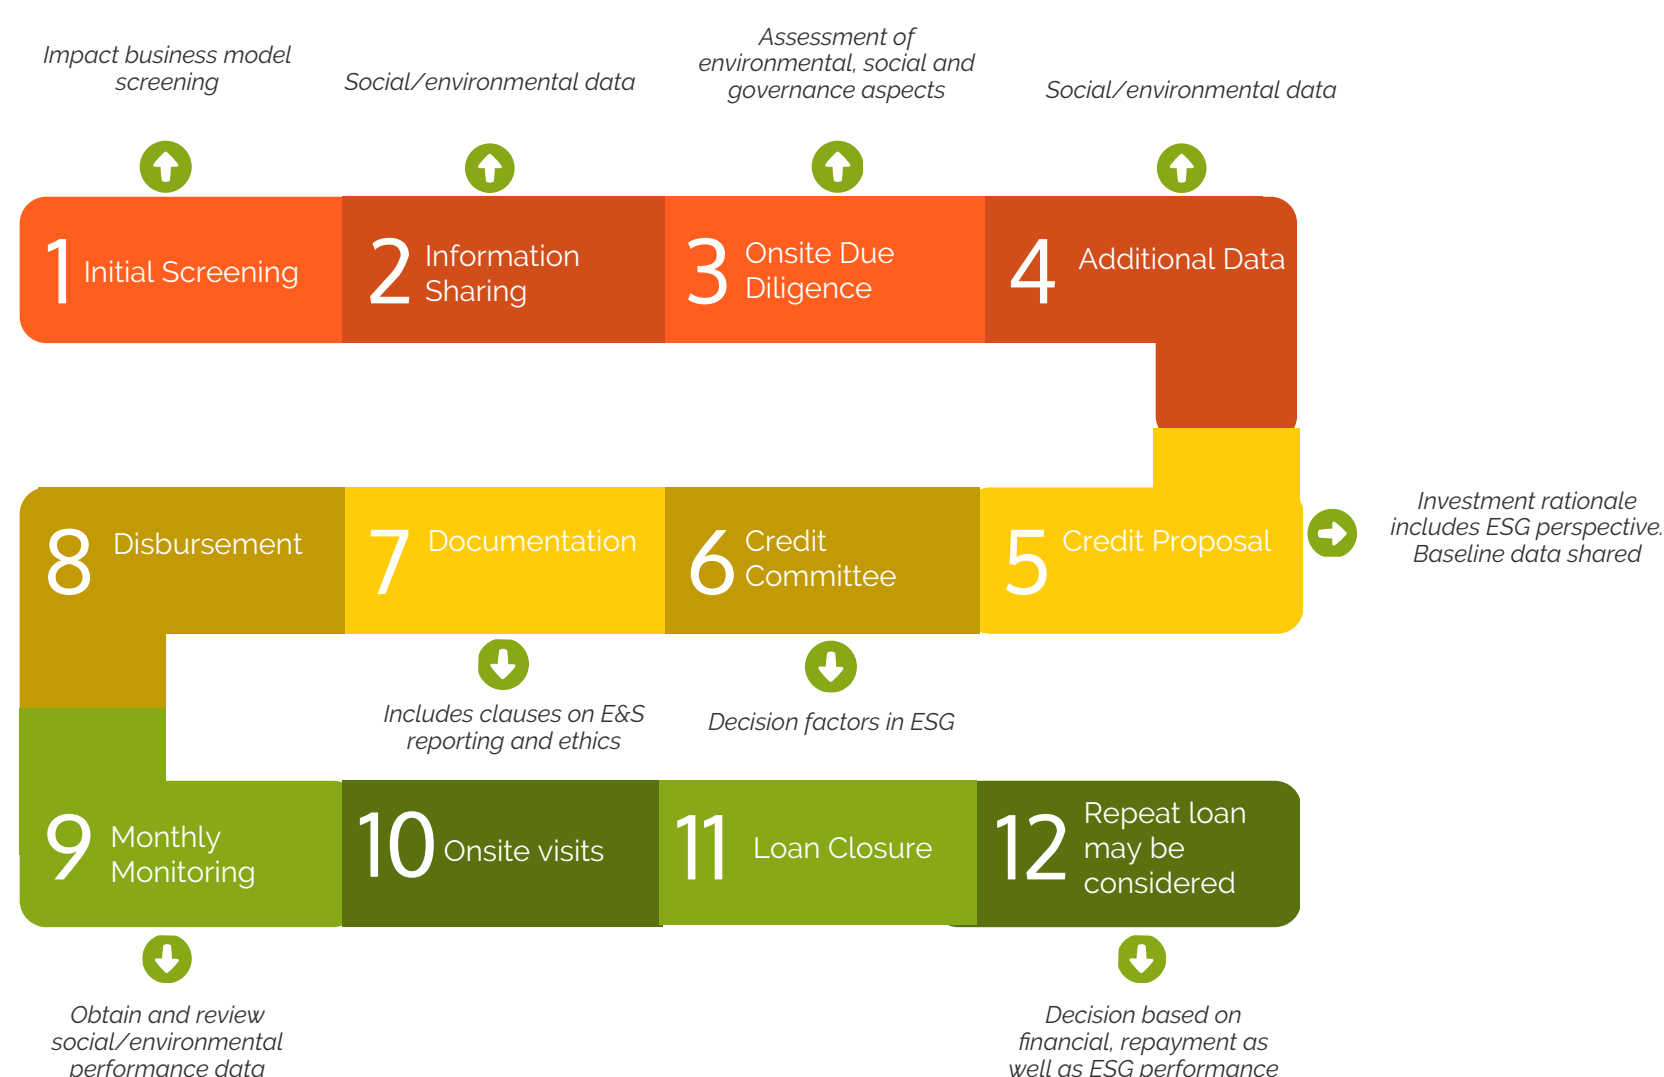 Impact business model
screening
Social/environmental data
Assessment of
environmental, social and
governance aspects
Social/environmental data
1 Initial Screening
2 Information
Sharing
3 Onsite Due
Diligence
4 Additional Data
5 Credit Proposal
Investment rationale
includes ESG perspective.
Baseline data shared
6 Credit
Committee
Decision factors in ESG
7 Documentation
Includes clauses on E&S
reporting and ethics
8 Disbursement
9 Monthly
Monitoring
Obtain and review
social/environmental
performance data
10 Onsite visits
11 Loan Closure
12 Repeat loan
may be
considered
Decision based on
financial, repayment as
well as ESG performance